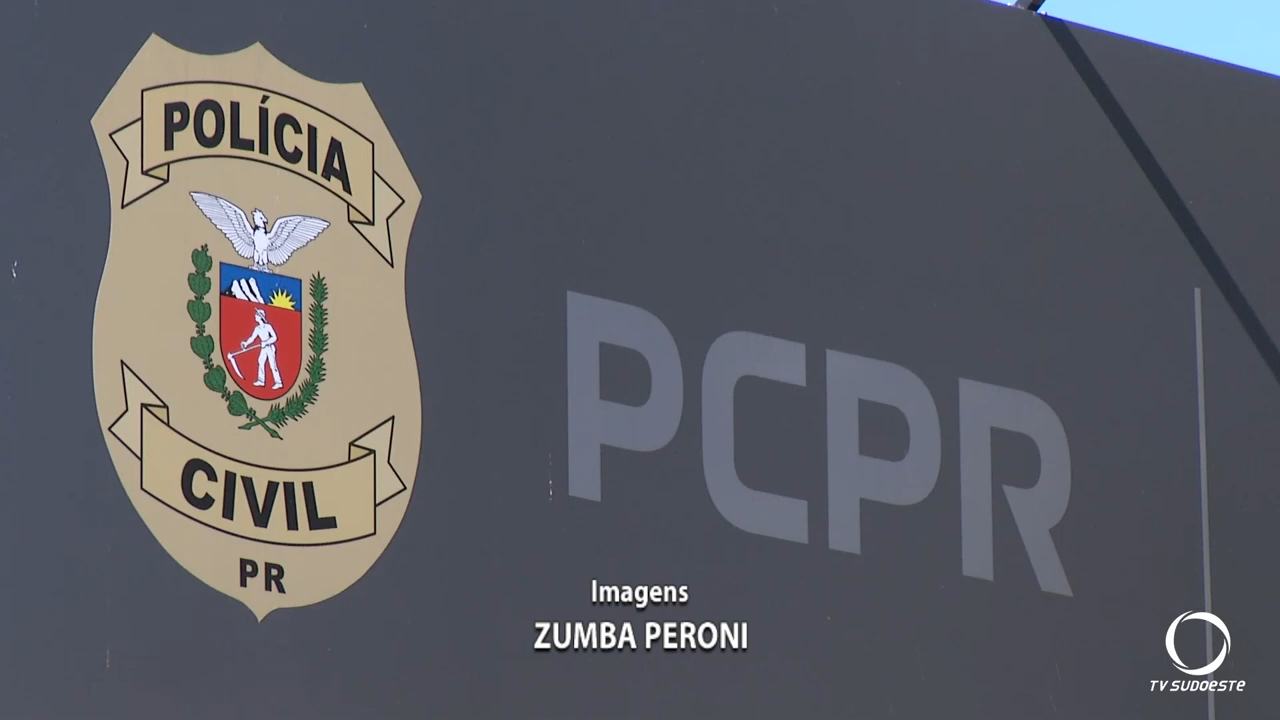 POLÍCIA
CIVIL
PR
PCPR
Imagens
ZUMBA PERONI
TV SUDOESTE